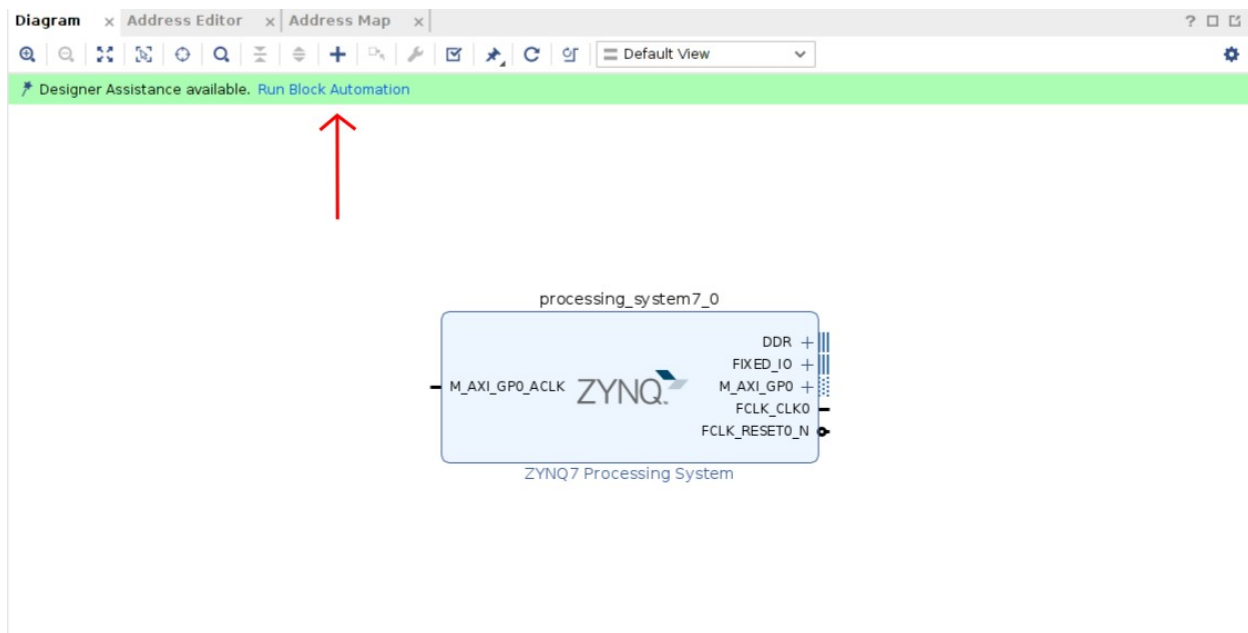 Diagram x Address Editor x Address Map x ?
Default View
Designer Assistance available. Run Block Automation
processing_system7_0
DDR
FIXED_IO
M_AXI_GP0_ACLK ZYNQ. M_AXI_GP0
FCLK_CLK0
FCLK_RESET0_N
ZYNQ7 Processing System